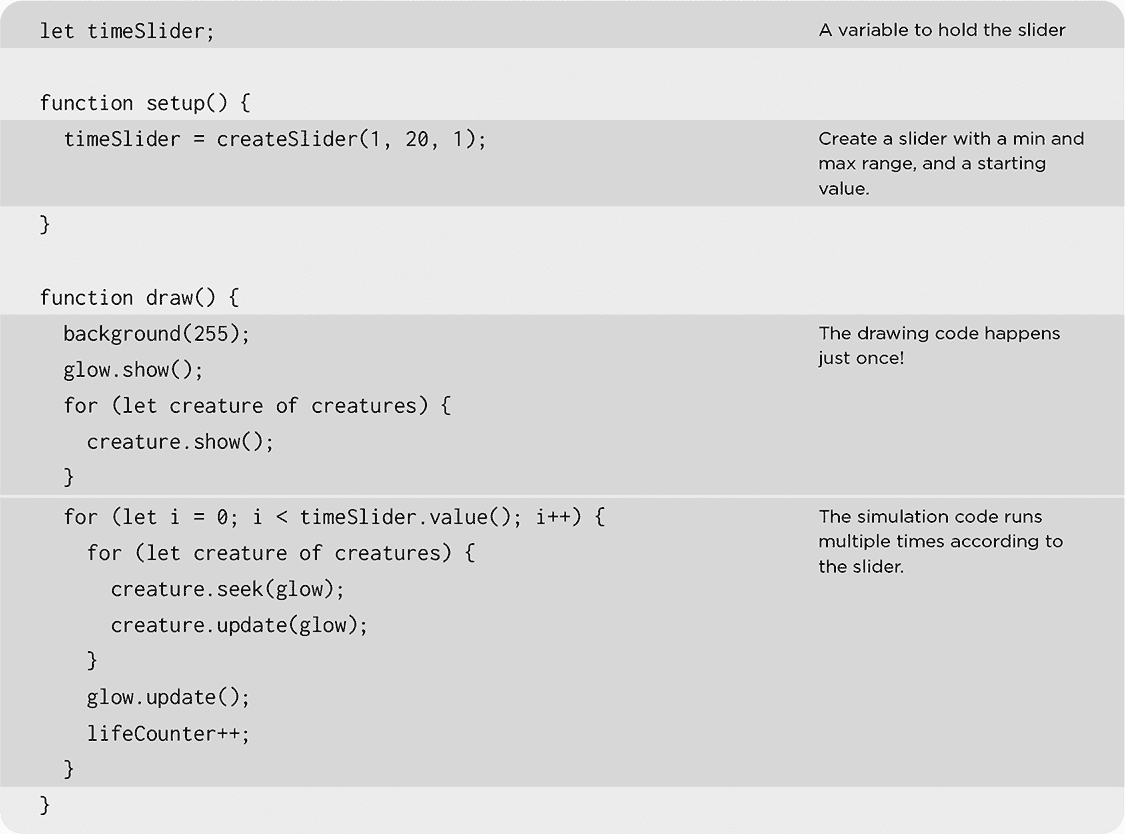 let timeSlider;
A variable to hold the slider
function setup() {
timeSlider = createSlider(1, 20, 1);
Create a slider with a min and
max range, and a starting
value.
}
function draw() {
background(255);
The drawing code happens
just once!
glow.show();
for (let creature of creatures) {
creature.show();
}
for (let i = 0; i < timeSlider.value(); i++) {
The simulation code runs
multiple times according to
the slider.
for (let creature of creatures) {
creature.seek(glow);
creature.update(glow);
}
glow.update();
lifeCounter++;
}
}